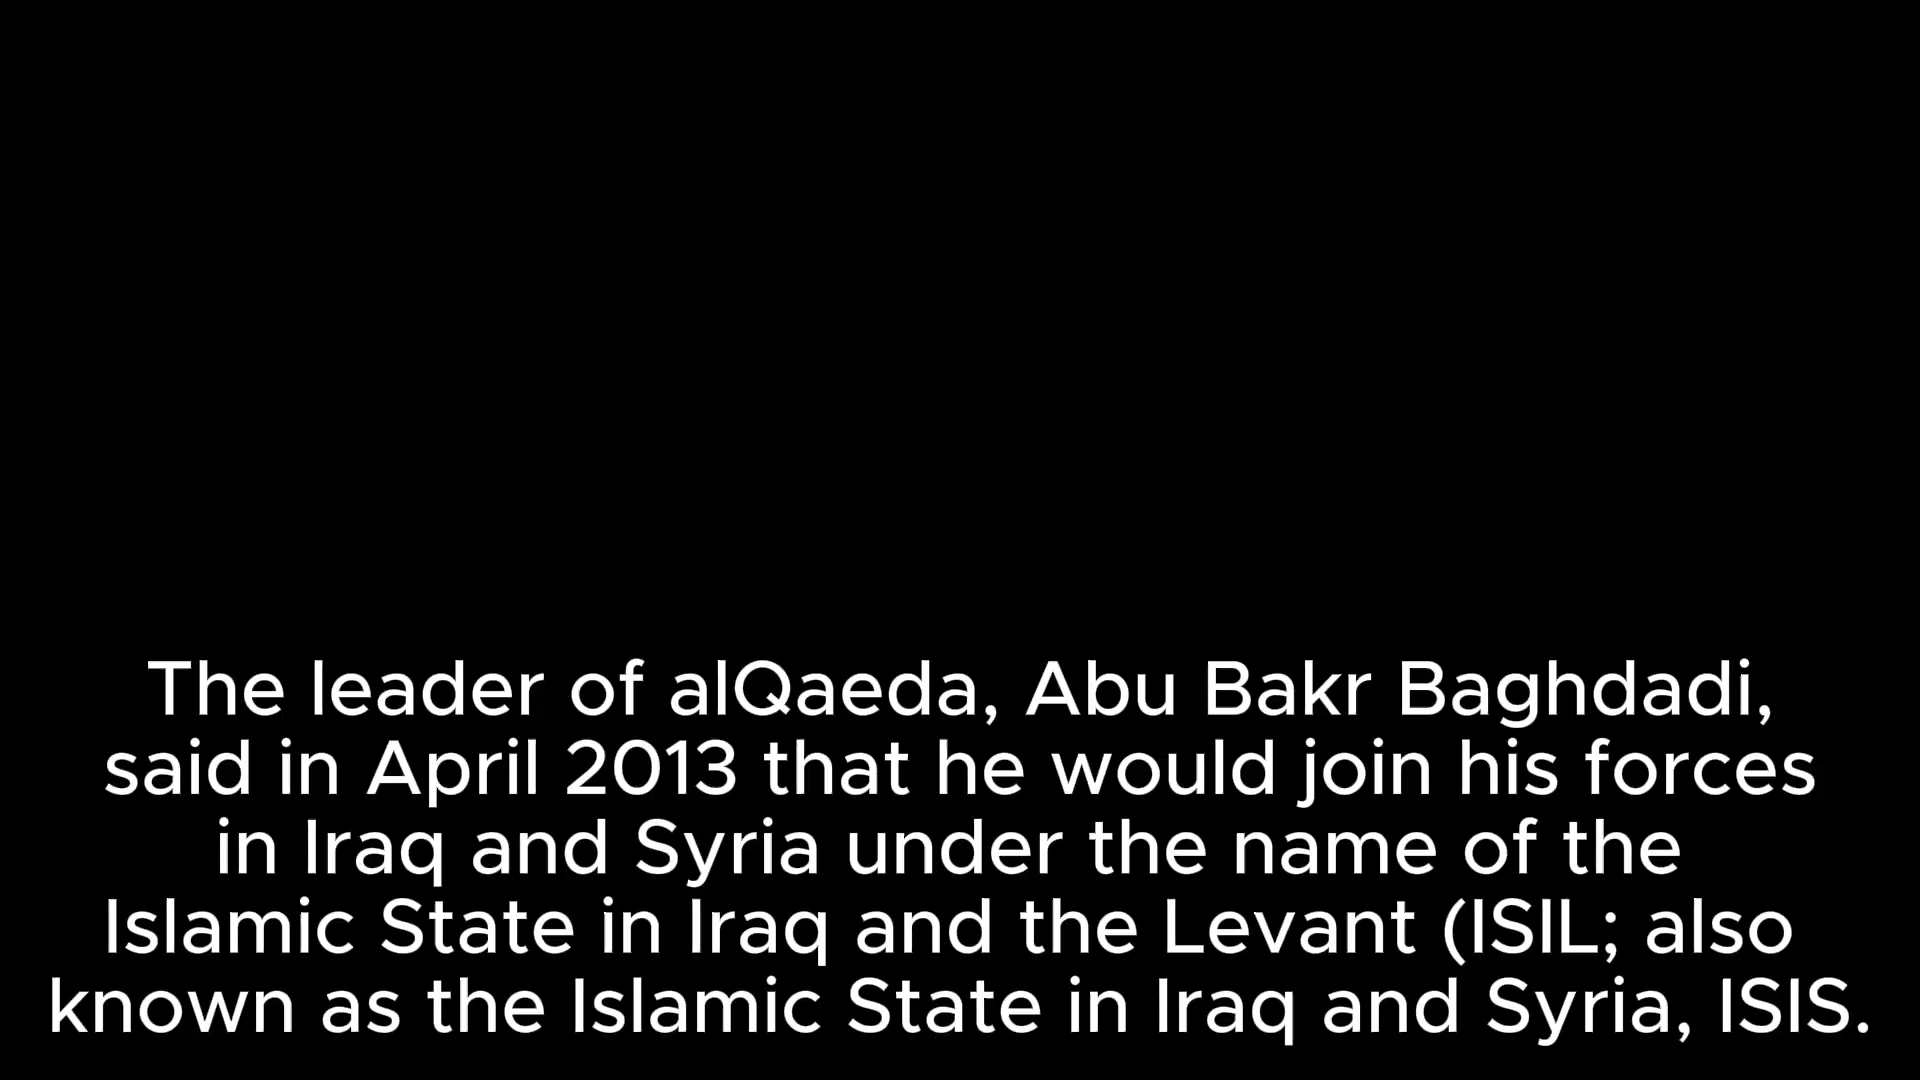 The leader of alQaeda, Abu Bakr Baghdadi,
said in April 2013 that he would join his forces
in Iraq and Syria under the name of the
Islamic State in Iraq and the Levant (ISIL; also
known as the Islamic State in Iraq and Syria, ISIS.